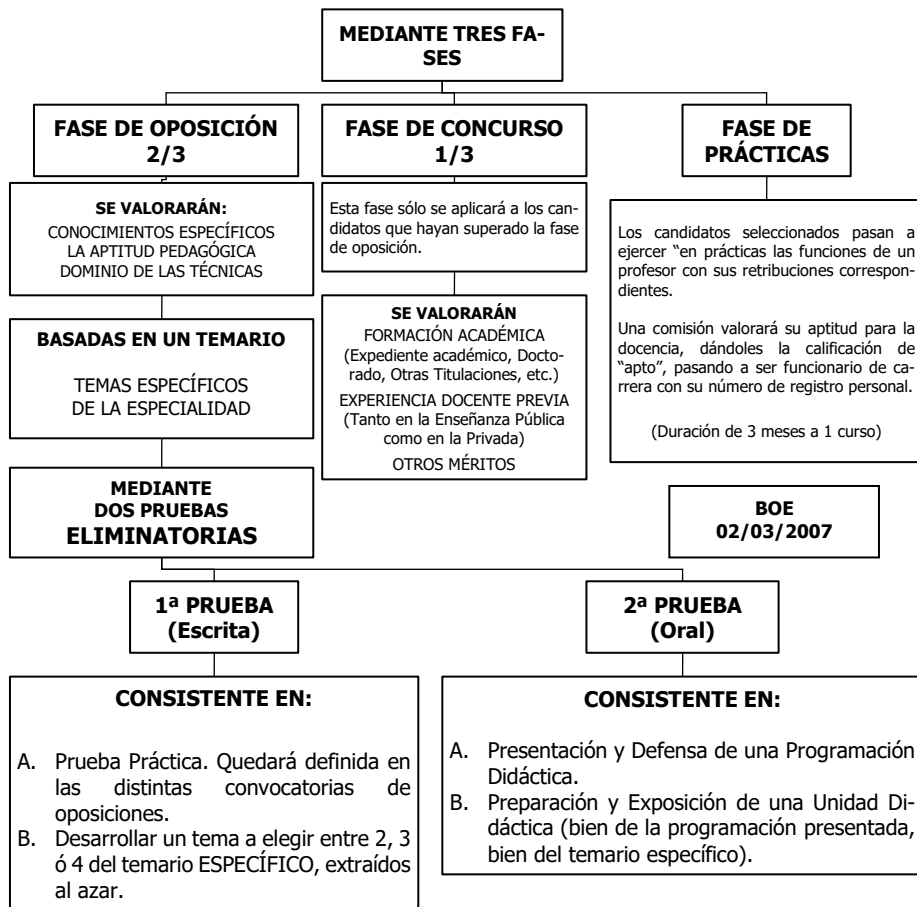 MEDIANTE TRES FA-
SES
FASE DE OPOSICIÓN
2/3
SE VALORARÁN:
CONOCIMIENTOS ESPECÍFICOS
LA APTITUD PEDAGÓGICA
DOMINIO DE LAS TÉCNICAS
BASADAS EN UN TEMARIO
TEMAS ESPECÍFICOS
DE LA ESPECIALIDAD
MEDIANTE
DOS PRUEBAS
ELIMINATORIAS
FASE DE CONCURSO
1/3
Esta fase sólo se aplicará a los can-
didatos que hayan superado la fase
de oposición.
SE VALORARÁN
FORMACIÓN ACADÉMICA
(Expediente académico, Docto-
rado, Otras Titulaciones, etc.)
EXPERIENCIA DOCENTE PREVIA
(Tanto en la Enseñanza Pública
como en la Privada)
OTROS MÉRITOS
FASE DE
PRÁCTICAS
Los candidatos seleccionados pasan a
ejercer “en prácticas las funciones de un
profesor con sus retribuciones correspon-
dientes.
Una comisión valorará su aptitud para la
docencia, dándoles la calificación de
“apto”, pasando a ser funcionario de ca-
rrera con su número de registro personal.
(Duración de 3 meses a 1 curso)
BOE
02/03/2007
1ª PRUEBA
(Escrita)
CONSISTENTE EN:
A. Prueba Práctica. Quedará definida en
las distintas convocatorias de
oposiciones.
B. Desarrollar un tema a elegir entre 2, 3
ó 4 del temario ESPECÍFICO, extraídos
al azar.
2ª PRUEBA
(Oral)
CONSISTENTE EN:
A. Presentación y Defensa de una Programación
Didáctica.
B. Preparación y Exposición de una Unidad Di-
dáctica (bien de la programación presentada,
bien del temario específico).